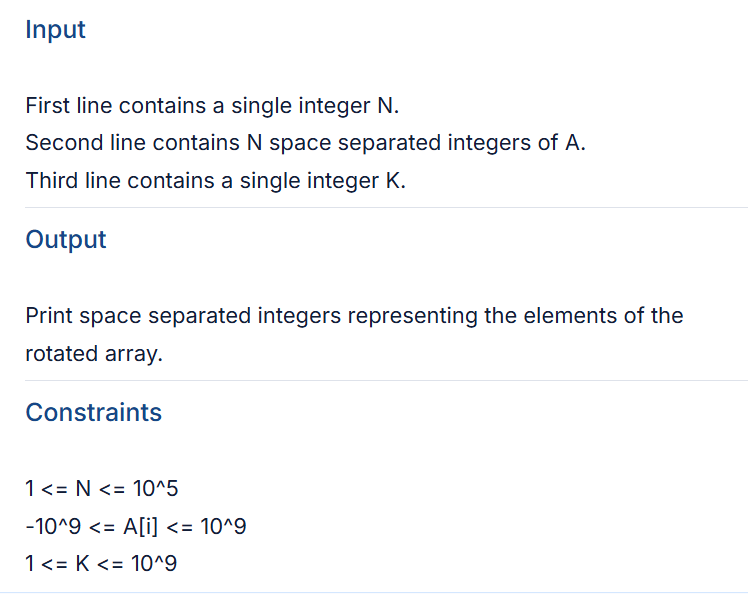 Input
First line contains a single integer N.
Second line contains N space separated integers of A.
Third line contains a single integer K.
Output
Print space separated integers representing the elements of the
rotated array.
Constraints
1 <= N <= 10^5
-10^9 <= A[i] <= 10^9
1 <= K <= 10^9